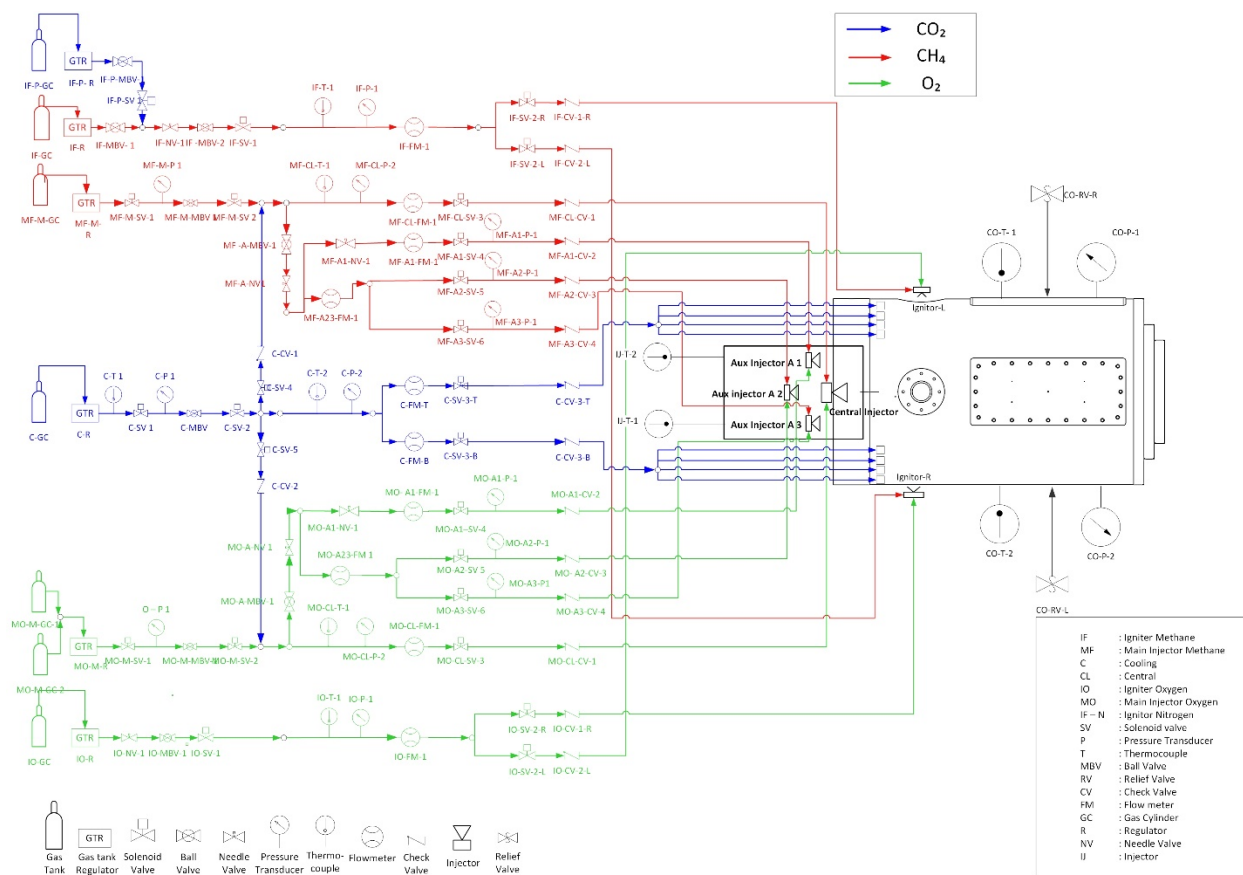 CO₂
CH₄
O₂
GTR
IF-P-GC
IF-P- R
IF-P-MBV-1
IF-P-SV 1
IF-T-1
IF-P-1
IF-SV-2-R
IF-CV-1-R
GTR
IF-GC
IF-R
IF-MBV- 1
IF-NV-1
IF-MBV-2
IF-SV-1
IF-FM-1
IF-SV-2-L
IF-CV-2-L
MF-M-P 1
MF-CL-T-1
MF-CL-P-2
GTR
MF-M-GC
MF-M-
R
MF-M-SV-1
MF-M-MBV-1
MF-M-SV 2
MF-CL-FM-1
MF-CL-SV-3
MF-CL-CV-1
CO-RV-R
CO-T- 1
CO-P-1
MF-A-MBV-1
MF-A1-NV-1
MF-A1-FM-1
MF-A1-P-1
MF-A1-SV-4
MF-A1-CV-2
MF-A-NV-1
MF-A23-FM-1
MF-A2-P-1
MF-A2-SV-5
MF-A2-CV-3
MF-A3-P-1
MF-A3-SV-6
MF-A3-CV-4
Ignitor-L
C-CV-1
C-SV-4
C-T 1
C-P 1
C-T-2
C-P-2
IJ-T-2
Aux Injector A 1
Aux injector A 2
Central Injector
IJ-T-1
Aux Injector A 3
GTR
C-GC
C-R
C-SV 1
C-MBV
C-SV-2
C-FM-T
C-SV-3-T
C-CV-3-T
C-SV-5
C-FM-B
C-SV-3-B
C-CV-3-B
C-CV-2
Ignitor-R
MO-A1-NV-1
MO- A1-FM-1
MO-A1-P-1
MO-A1-SV-4
MO-A1-CV-2
MO-A-NV 1
MO-A23-FM 1
MO-A2-P-1
MO-A2-SV 5
MO- A2-CV-3
MO-A3-P1
MO-A3-SV-6
MO-A3-CV-4
MO-A-MBV-1
CO-T-2
CO-P-2
CO-RV-L
MO-M-GC-1
GTR
MO-M-R
O – P 1
MO-M-SV-1
MO-M-MBV-1
MO-M-SV-2
MO-CL-T-1
MO-CL-P-2
MO-CL-FM-1
MO-CL-SV-3
MO-CL-CV-1
MO-M-GC-2
IO-T-1
IO-P-1
IO-SV-2-R
IO-CV-1-R
GTR
IO-GC
IO-R
IO-NV-1
IO-MBV-1
IO-SV-1
IO-FM-1
IO-SV-2-L
IO-CV-2-L
IF : Igniter Methane
MF : Main Injector Methane
C : Cooling
CL : Central
IO : Igniter Oxygen
MO : Main Injector Oxygen
IF – N : Ignitor Nitrogen
SV : Solenoid valve
P : Pressure Transducer
T : Thermocouple
MBV : Ball Valve
RV : Relief Valve
CV : Check Valve
FM : Flow meter
GC : Gas Cylinder
R : Regulator
NV : Needle Valve
IJ : Injector
GTR
Gas
Tank
Gas tank
Regulator
Solenoid
Valve
Ball
Valve
Needle
Valve
Pressure
Transducer
Thermo-
couple
Flowmeter
Check
Valve
Injector
Relief
Valve